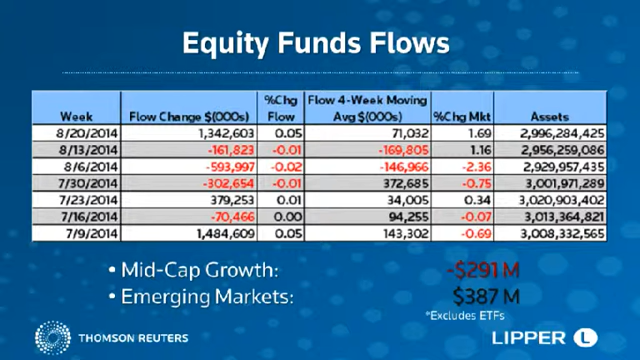 Equity Funds Flows
%Chg Flow 4-Week Moving
Week Flow Change $(000s) Flow Avg $(000s) %Chg Mkt Assets
8/20/2014 1,342,603 0.05 71,032 1.69 2,996,284,425
8/13/2014 -161,823 -0.01 -169,805 1.16 2,956,259,086
8/6/2014 -593,997 -0.02 -146,966 -2.36 2,929,957,435
7/30/2014 -302,654 -0.01 372,685 -0.75 3,001,971,289
7/23/2014 379,253 0.01 34,005 0.34 3,020,903,402
7/16/2014 -70,466 0.00 94,255 -0.07 3,013,364,821
7/9/2014 1,484,609 0.05 143,302 -0.69 3,008,332,565
• Mid-Cap Growth: -$291 M
• Emerging Markets: $387 M
*Excludes ETFs
THOMSON REUTERS LIPPER L